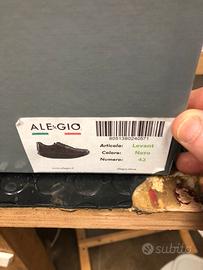 ALEGIO.
8051380240571
Articolo: Levant
Colore: Nero
Numero: 42
subito